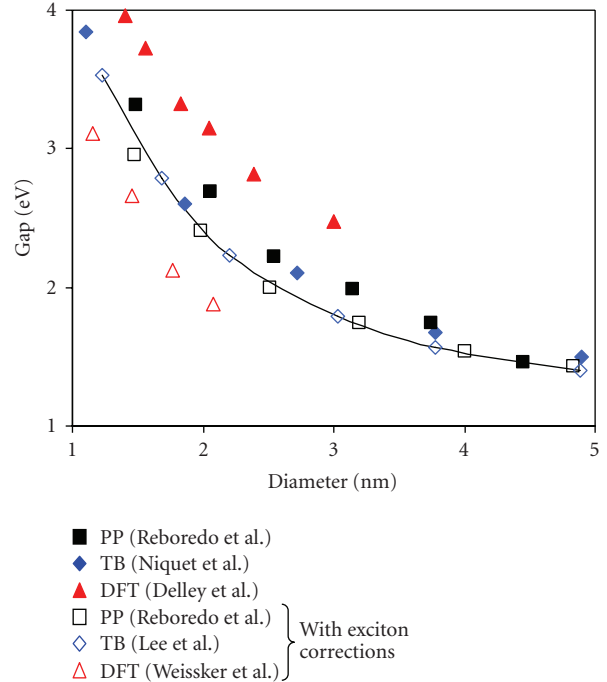 4
3
2
1
Gap (eV)
1 2 3 4 5
Diameter (nm)
PP (Reboredo et al.)
TB (Niquet et al.)
DFT (Delley et al.)
PP (Reboredo et al.)
TB (Lee et al.)
DFT (Weissker et al.)
With exciton
corrections